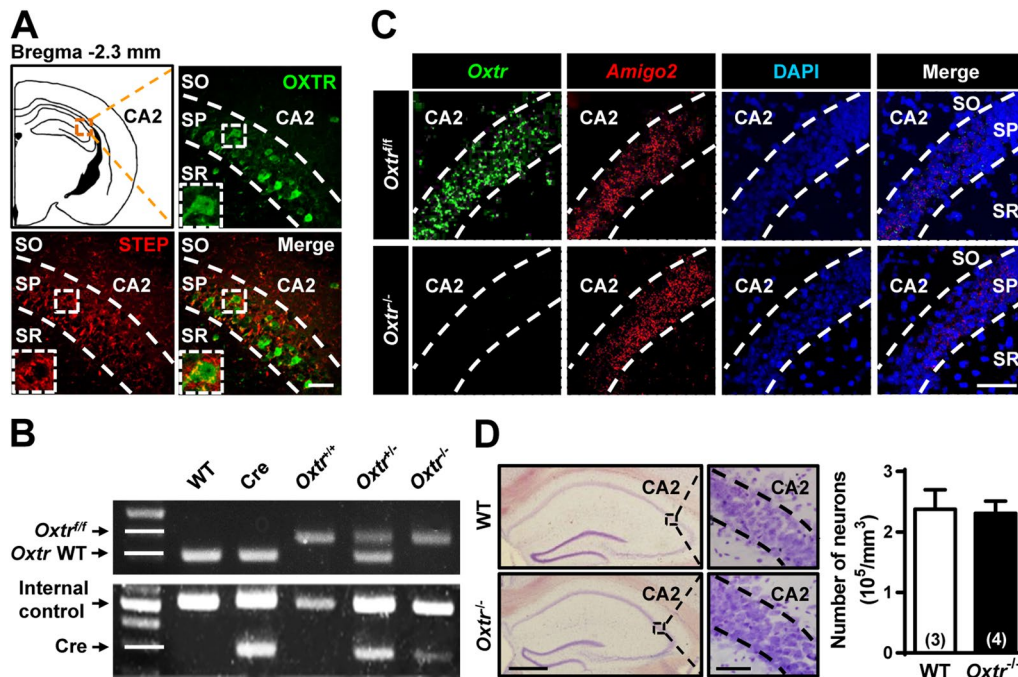 A
Bregma -2.3 mm
CA2
OXTR
SO
CA2
SP
SR
STEP
SO
SP
CA2
SR
Merge
SO
CA2
SP
SR
B
WT Cre Oxtr+/+ Oxtr+/- Oxtr-/-
Oxtrf/f
Oxtr WT
Internal
control
Cre
C
Oxtr Amigo2 DAPI Merge
Oxtrf/f
CA2 CA2 CA2 SO
SP
SR
Oxtr-/-
CA2 CA2 CA2 SO
SP
SR
D
WT
CA2 CA2
Oxtr-/-
CA2 CA2
Number of neurons
(10⁵/mm³)
3
2
1
0
(3) (4)
WT Oxtr-/-